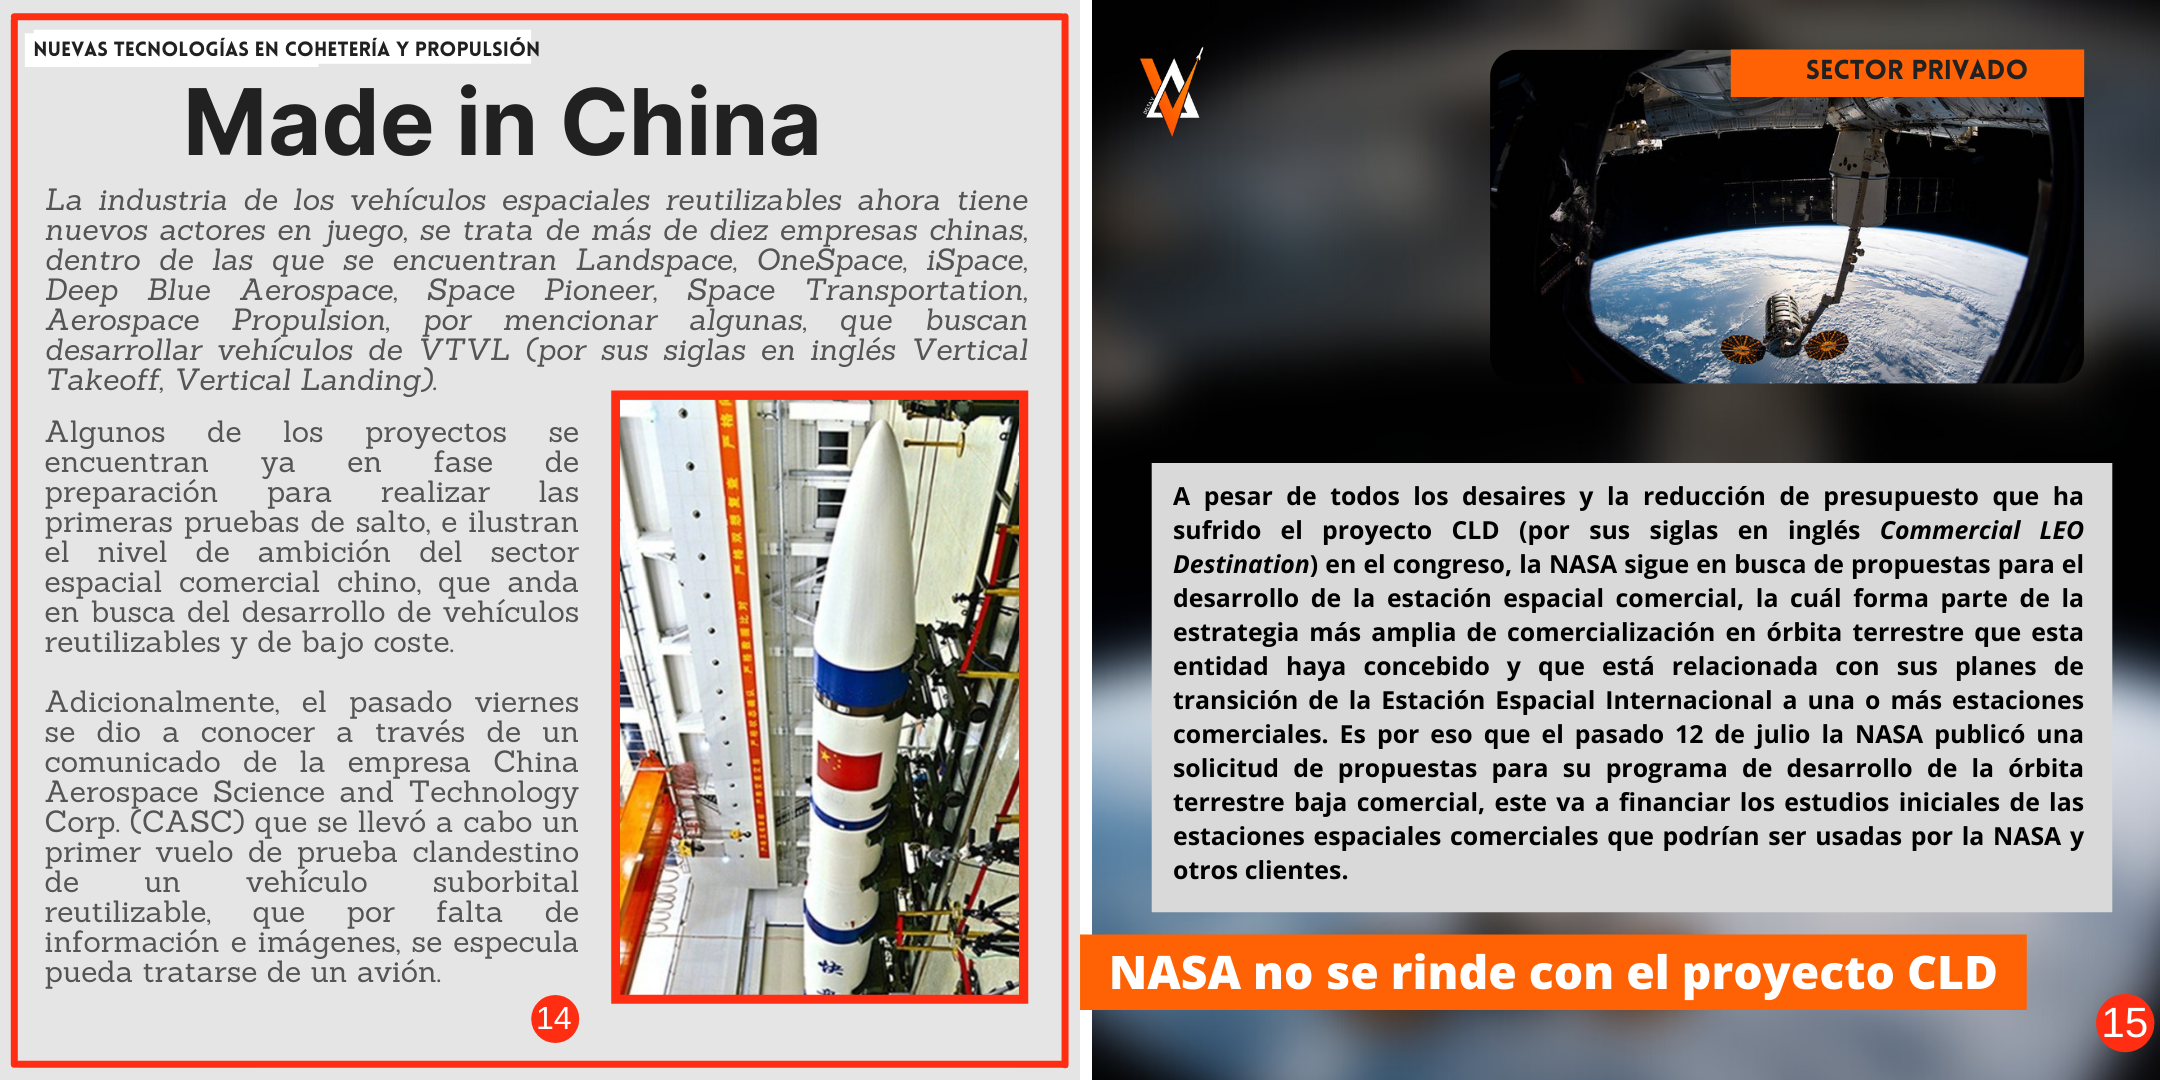 NUEVAS TECNOLOGÍAS EN COHETERÍA Y PROPULSIÓN
Made in China
La industria de los vehículos espaciales reutilizables ahora tiene
nuevos actores en juego, se trata de más de diez empresas chinas,
dentro de las que se encuentran Landspace, OneSpace, iSpace,
Deep Blue Aerospace, Space Pioneer, Space Transportation,
Aerospace Propulsion, por mencionar algunas, que buscan
desarrollar vehículos de VTVL (por sus siglas en inglés Vertical
Takeoff, Vertical Landing).
Algunos de los proyectos se
encuentran ya en fase de
preparación para realizar las
primeras pruebas de salto, e ilustran
el nivel de ambición del sector
espacial comercial chino, que anda
en busca del desarrollo de vehículos
reutilizables y de bajo coste.
Adicionalmente, el pasado viernes
se dio a conocer a través de un
comunicado de la empresa China
Aerospace Science and Technology
Corp. (CASC) que se llevó a cabo un
primer vuelo de prueba clandestino
de un vehículo suborbital
reutilizable, que por falta de
información e imágenes, se especula
pueda tratarse de un avión.
14
SECTOR PRIVADO
A pesar de todos los desaires y la reducción de presupuesto que ha
sufrido el proyecto CLD (por sus siglas en inglés Commercial LEO
Destination) en el congreso, la NASA sigue en busca de propuestas para el
desarrollo de la estación espacial comercial, la cuál forma parte de la
estrategia más amplia de comercialización en órbita terrestre que esta
entidad haya concebido y que está relacionada con sus planes de
transición de la Estación Espacial Internacional a una o más estaciones
comerciales. Es por eso que el pasado 12 de julio la NASA publicó una
solicitud de propuestas para su programa de desarrollo de la órbita
terrestre baja comercial, este va a financiar los estudios iniciales de las
estaciones espaciales comerciales que podrían ser usadas por la NASA y
otros clientes.
NASA no se rinde con el proyecto CLD
15